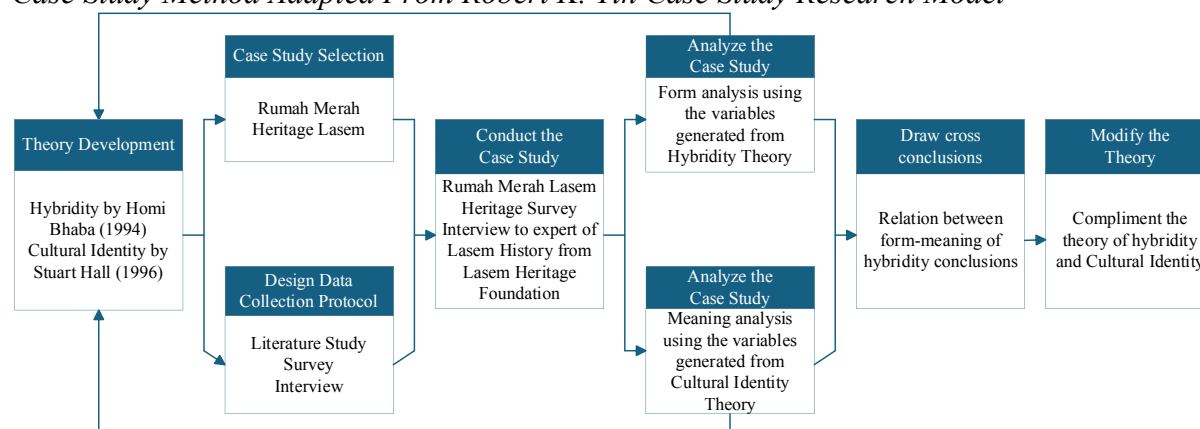 Case Study Method Adapted From Robert K. Yin Case Study Research Model
Theory Development
Hybridity by Homi
Bhaba (1994)
Cultural Identity by
Stuart Hall (1996)
Case Study Selection
Rumah Merah
Heritage Lasem
Design Data
Collection Protocol
Literature Study
Survey
Interview
Conduct the
Case Study
Rumah Merah Lasem
Heritage Survey
Interview to expert of
Lasem History from
Lasem Heritage
Foundation
Analyze the
Case Study
Form analysis using
the variables
generated from
Hybridity Theory
Analyze the
Case Study
Meaning analysis
using the variables
generated from
Cultural Identity
Theory
Draw cross
conclusions
Relation between
form-meaning of
hybridity conclusions
Modify the
Theory
Compliment the
theory of hybridity
and Cultural Identity